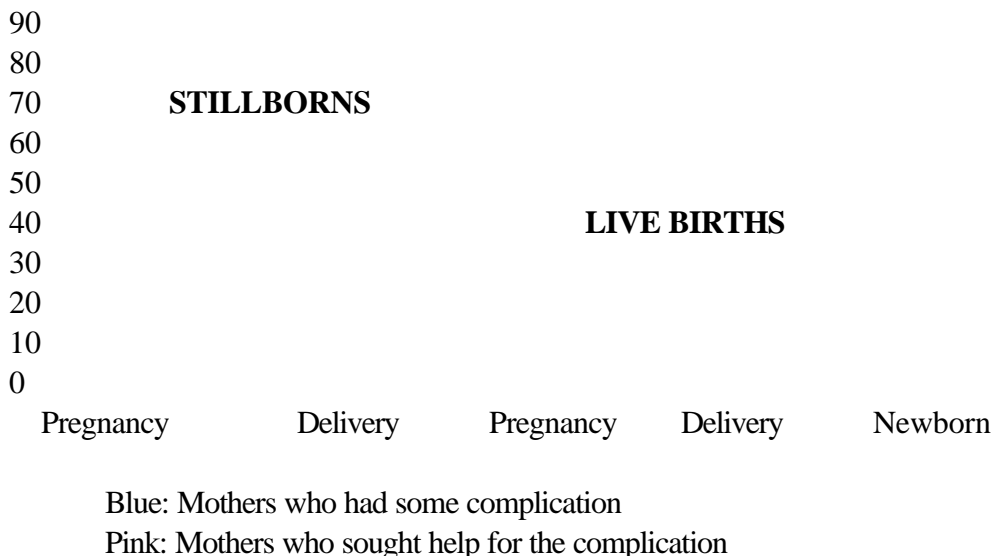 90
80
70 STILLBORNS
60
50
40 LIVE BIRTHS
30
20
10
0
Pregnancy Delivery Pregnancy Delivery Newborn
Blue: Mothers who had some complication
Pink: Mothers who sought help for the complication